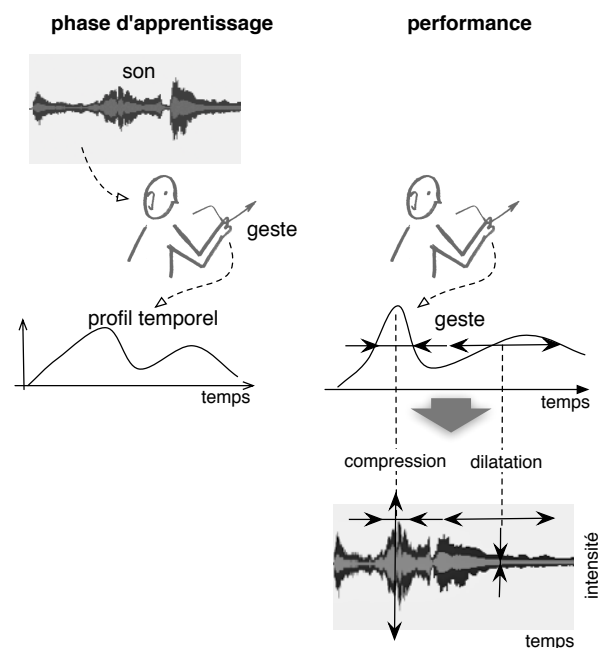 phase d'apprentissage
son
geste
profil temporel
temps
performance
geste
temps
compression
dilatation
intensité
temps